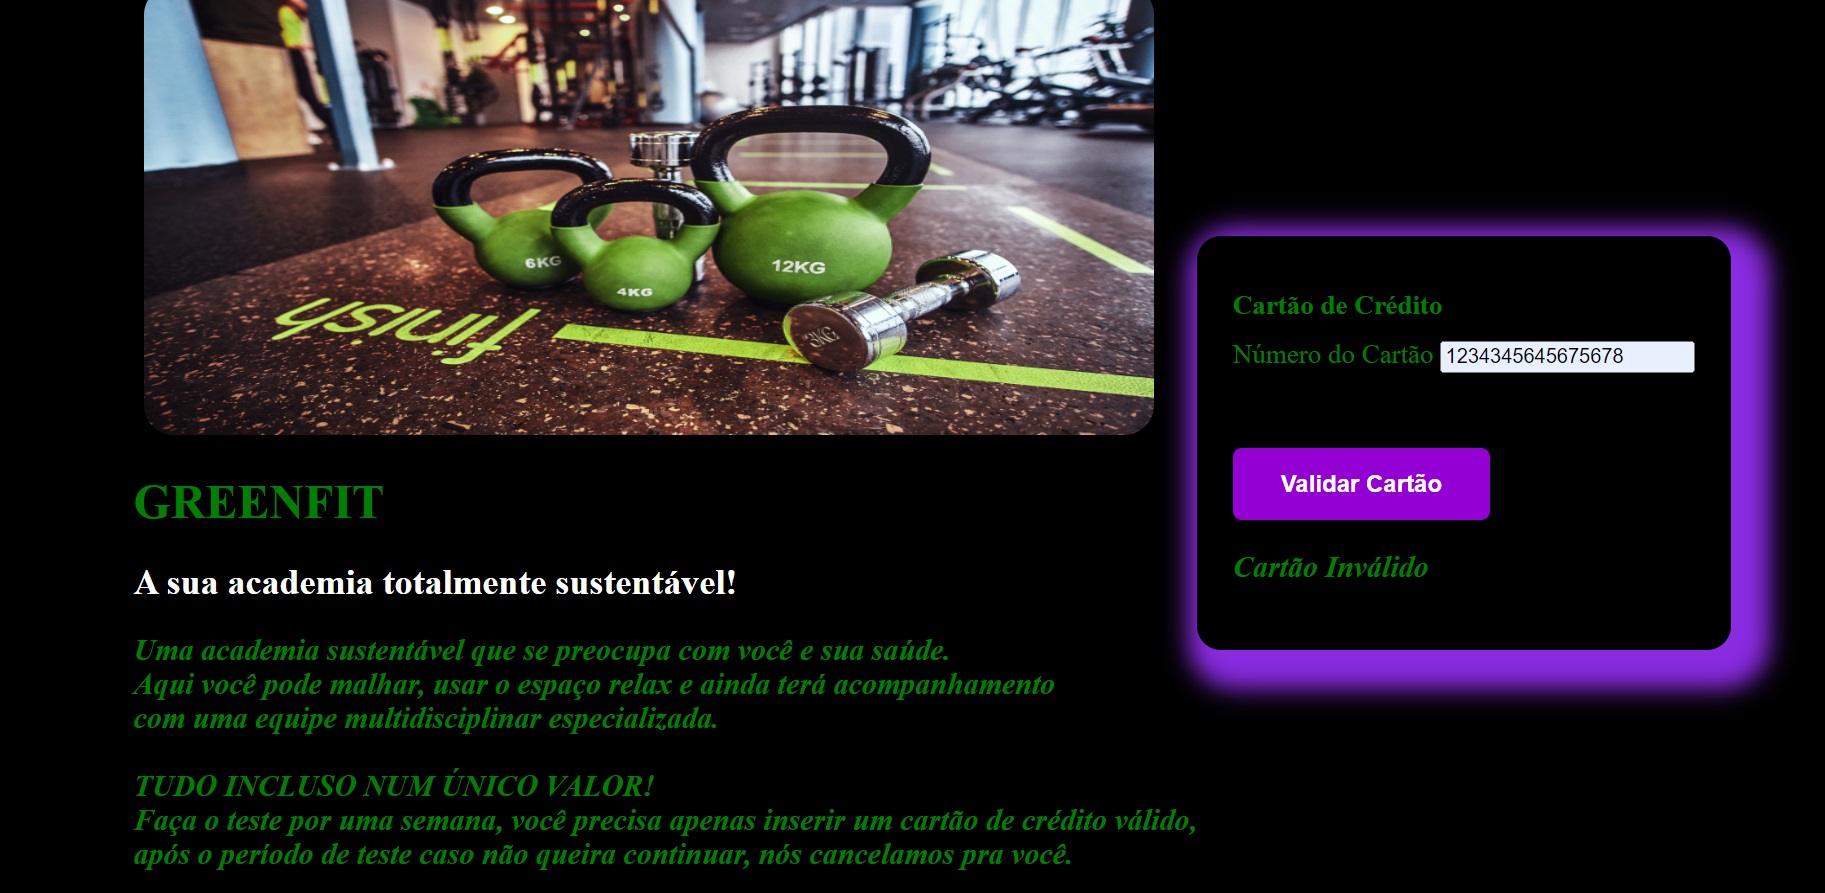 6KG
4KG
12KG
3KG
finish
GREENFIT
A sua academia totalmente sustentável!
Uma academia sustentável que se preocupa com você e sua saúde.
Aqui você pode malhar, usar o espaço relax e ainda terá acompanhamento
com uma equipe multidisciplinar especializada.
TUDO INCLUSO NUM ÚNICO VALOR!
Faça o teste por uma semana, você precisa apenas inserir um cartão de crédito válido,
após o período de teste caso não queira continuar, nós cancelamos pra você.
Cartão de Crédito
Número do Cartão 1234345645675678
Validar Cartão
Cartão Inválido